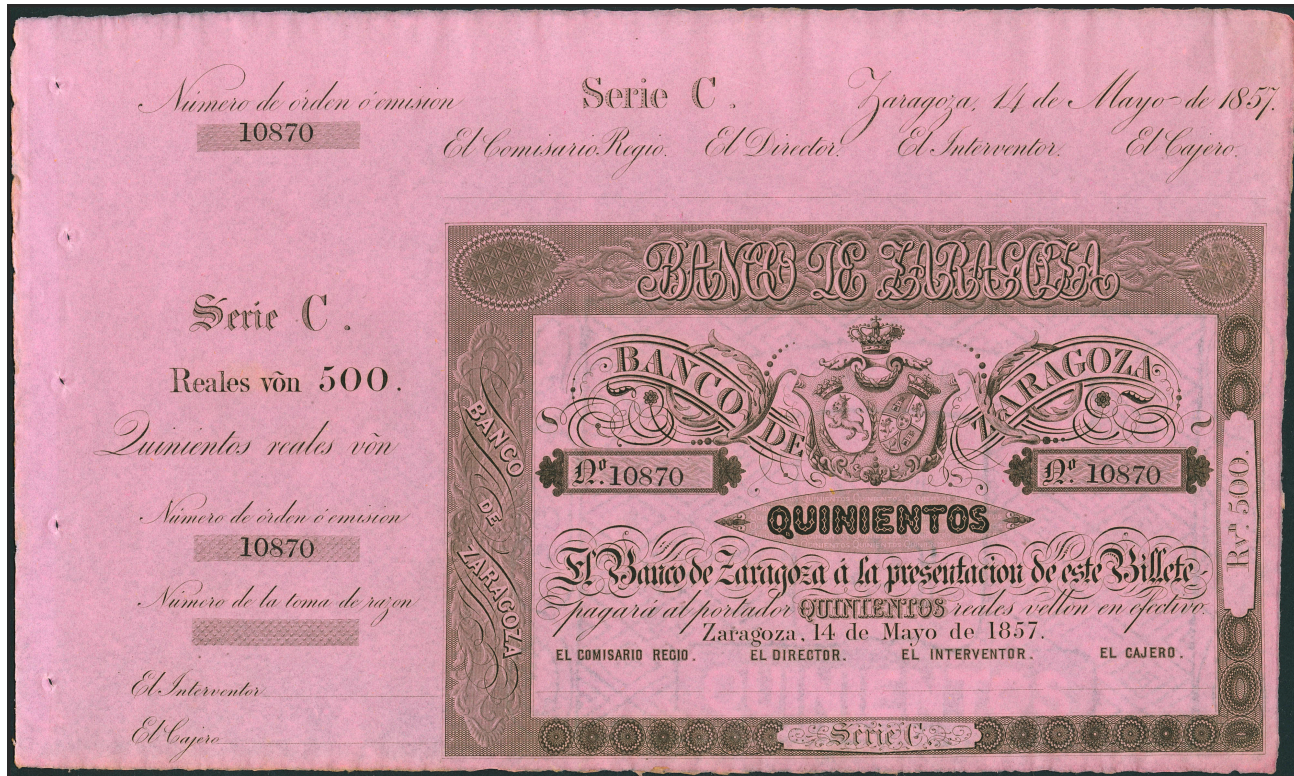 Número de órden ó emision
10870
Serie C.
Zaragoza, 14 de Mayo de 1857.
El Comisario Regio. El Director. El Interventor. El Cajero.
Serie C.
Reales vōn 500.
Quinientos reales vōn
Número de órden ó emision
10870
Número de la toma de razon
El Interventor
El Cajero
BANCO DE ZARAGOZA
BANCO DE ZARAGOZA
BANCO DE ZARAGOZA
Nº. 10870
Nº. 10870
QUINIENTOS
El Banco de Zaragoza á la presentacion de este Billete
pagará al portador QUINIENTOS reales vellon en efectivo
Zaragoza, 14 de Mayo de 1857.
EL COMISARIO REGIO. EL DIRECTOR. EL INTERVENTOR. EL CAJERO.
Serie C.
Rvⁿ 500.